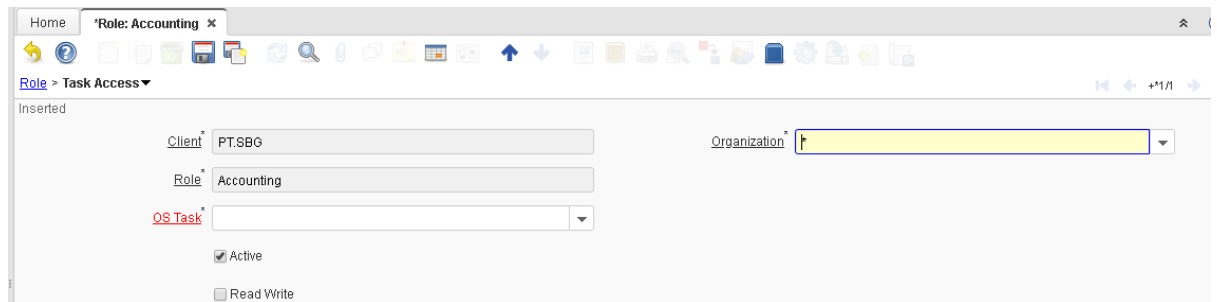 Home *Role: Accounting ×
Role > Task Access
+*1/1
Inserted
Client* PT.SBG Organization* *
Role* Accounting
OS Task*
Active
Read Write